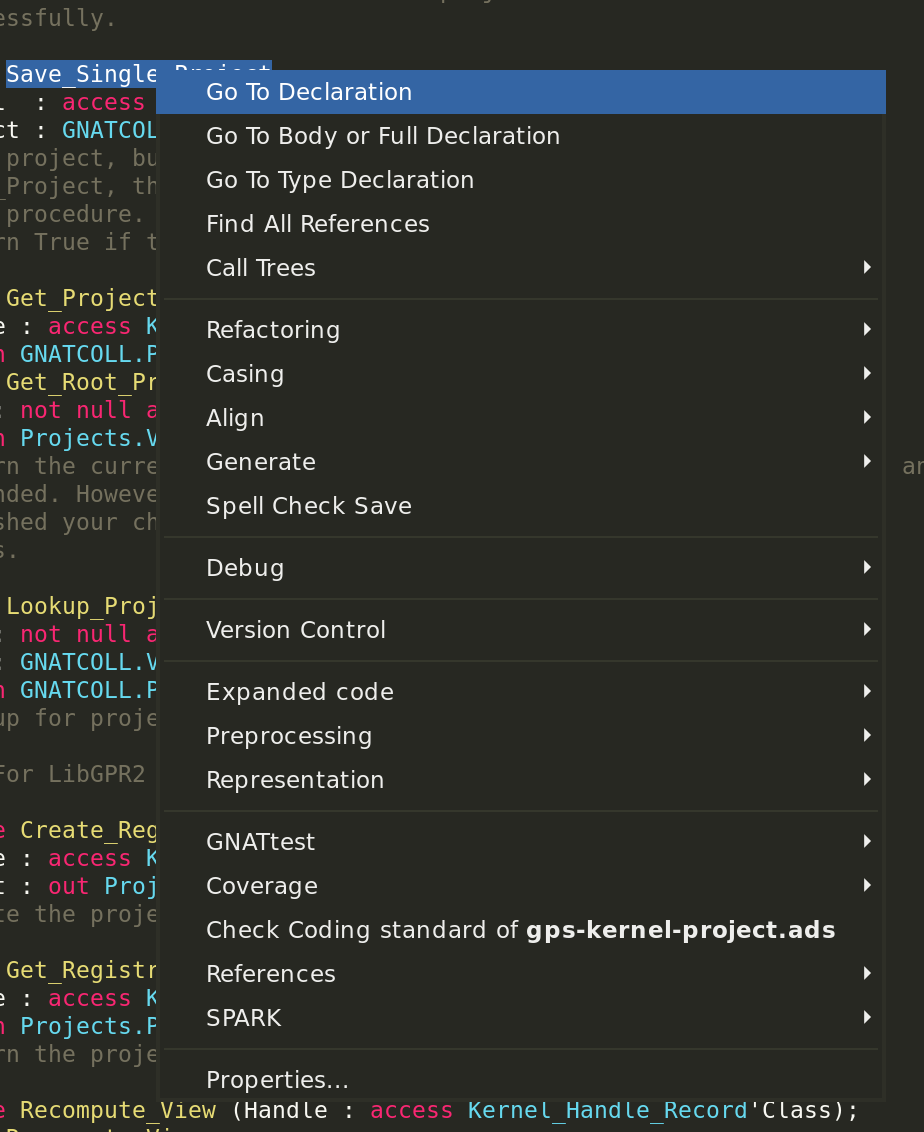 essfully.
Save_Single_Project
: access
ct : GNATCOL
project, bu
_Project, th
procedure.
rn True if t
Get_Project
e : access K
n GNATCOLL.P
Get_Root_Pr
: not null a
n Projects.V
rn the curre
an
nded. Howeve
shed your ch
s.
Lookup_Proj
: not null a
: GNATCOLL.V
n GNATCOLL.P
up for proje
For LibGPR2
e Create_Reg
e : access K
t : out Proj
te the proje
Get_Registr
e : access K
n Projects.P
rn the proje
Go To Declaration
Go To Body or Full Declaration
Go To Type Declaration
Find All References
Call Trees
Refactoring
Casing
Align
Generate
Spell Check Save
Debug
Version Control
Expanded code
Preprocessing
Representation
GNATtest
Coverage
Check Coding standard of gps-kernel-project.ads
References
SPARK
Properties...
e Recompute_View (Handle : access Kernel_Handle_Record'Class);